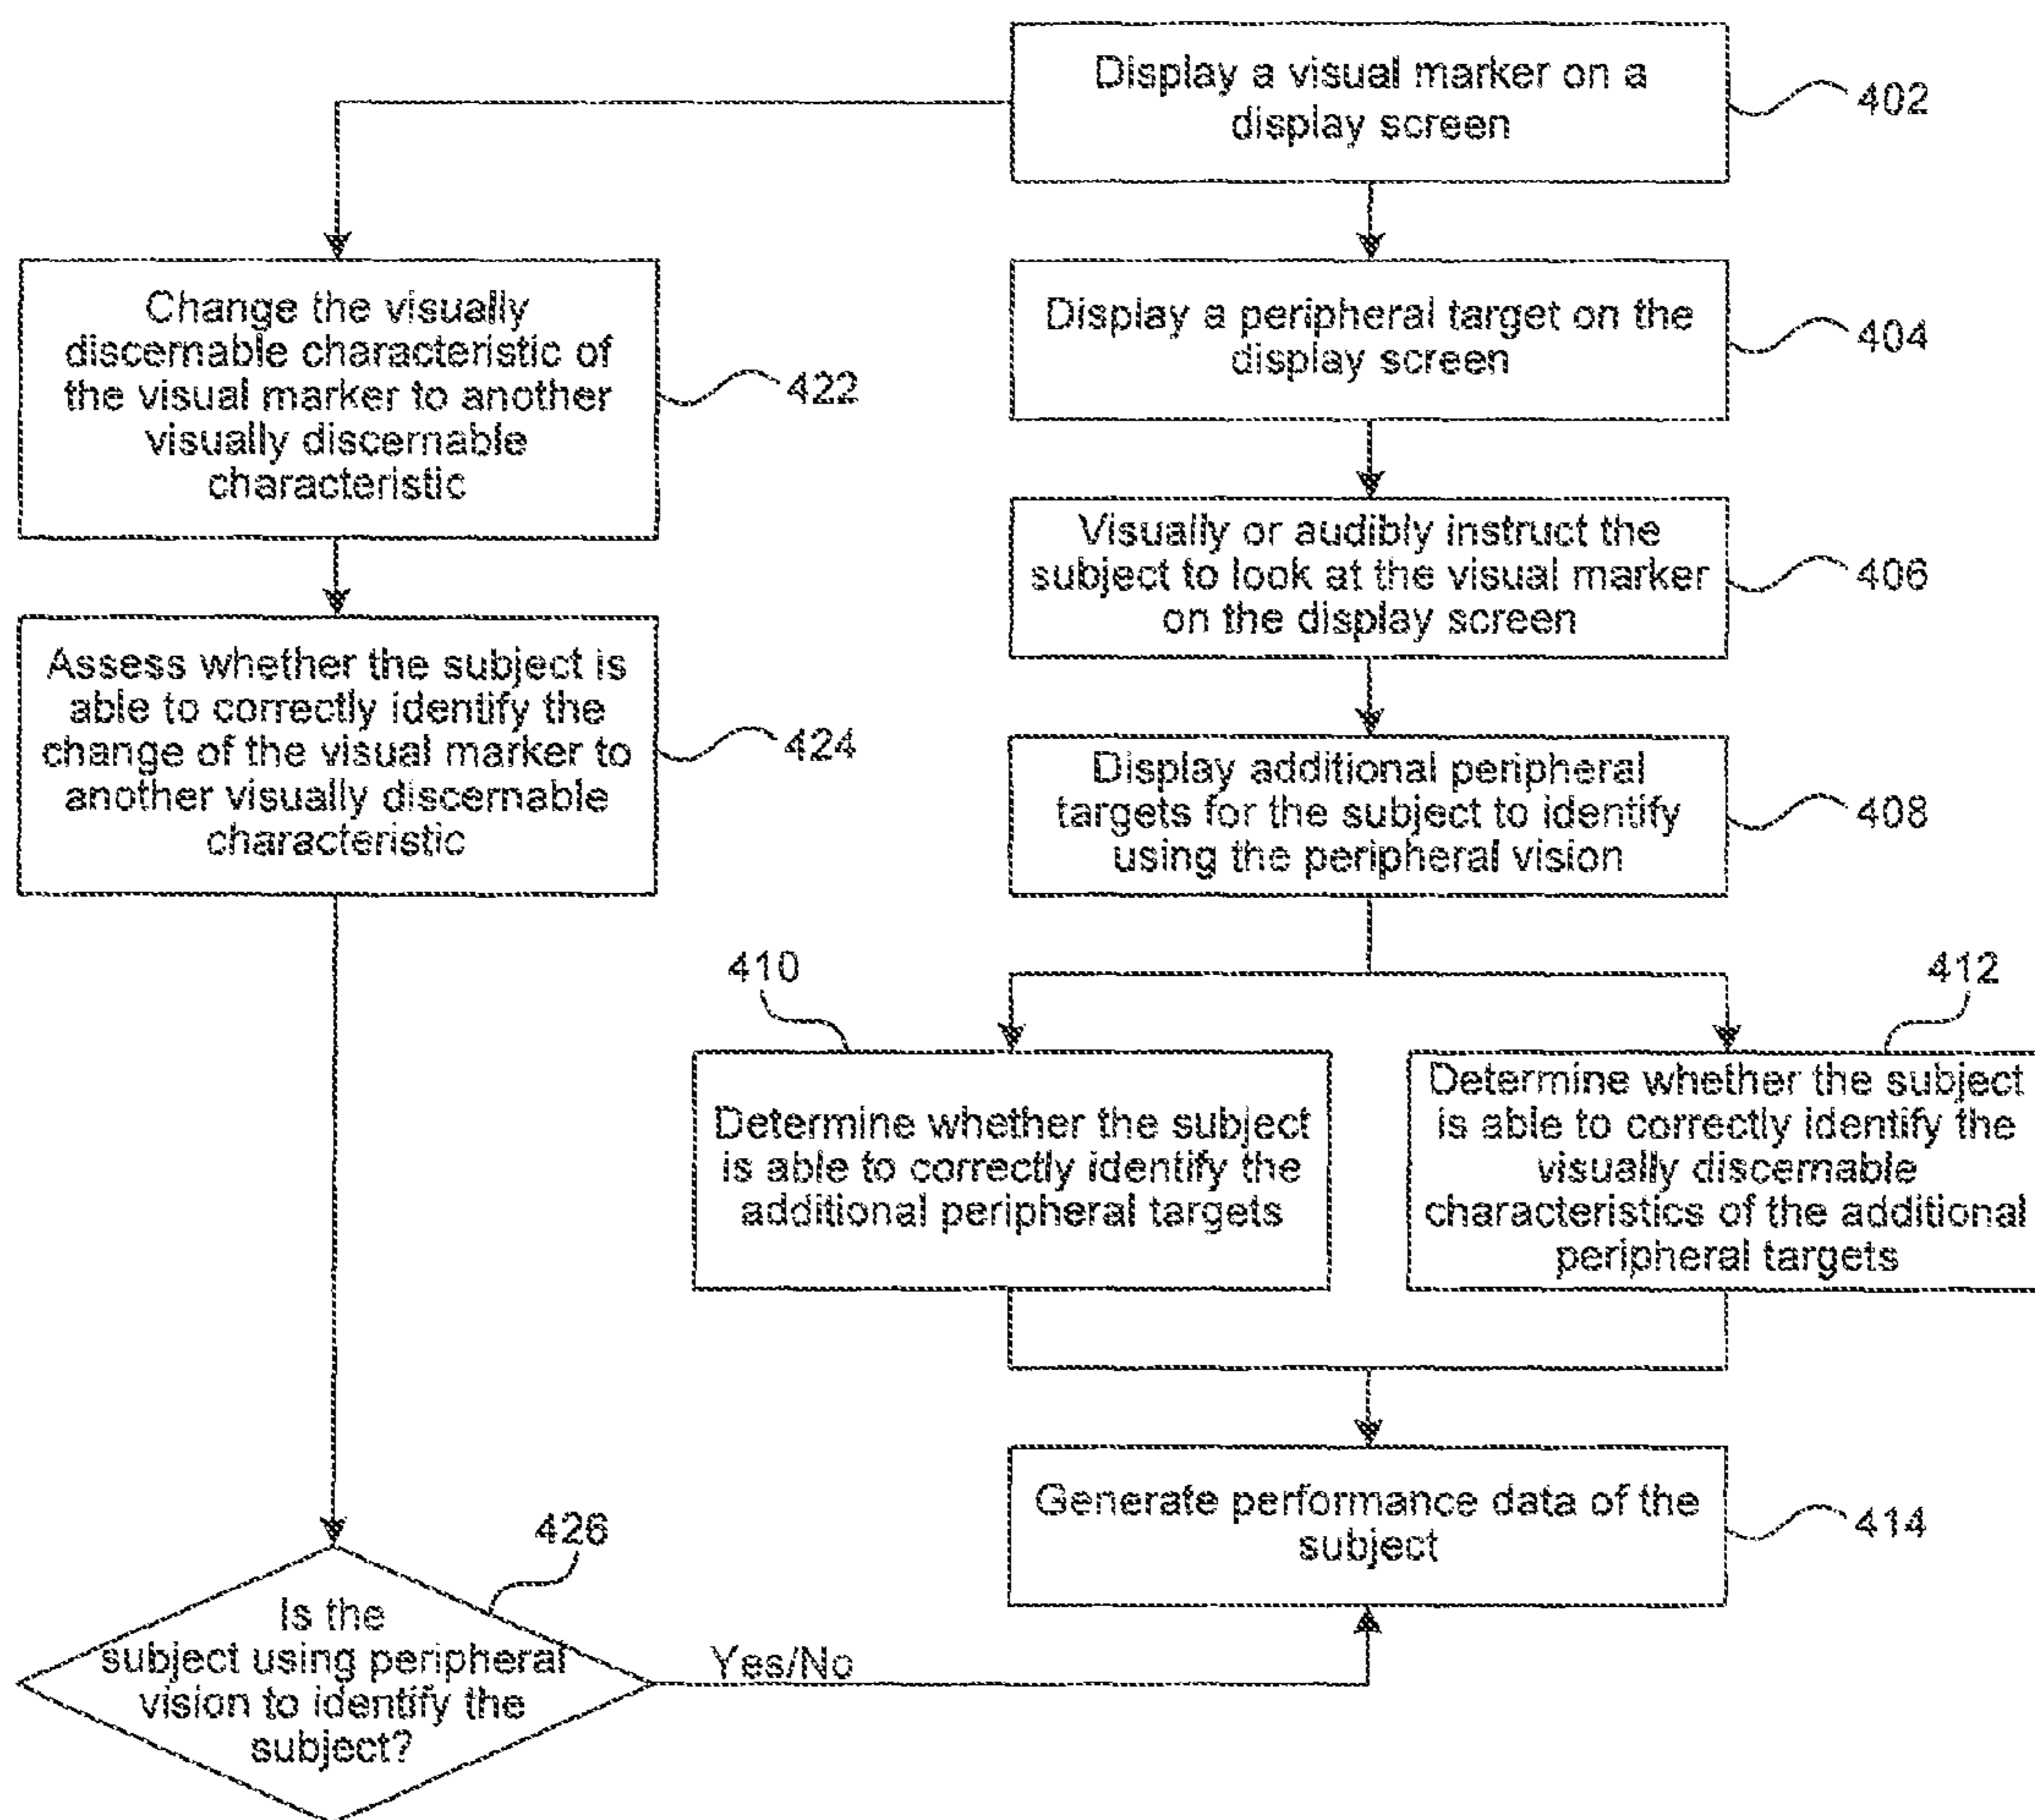 Display a visual marker on a
display screen
402
Change the visually
discernable characteristic of
the visual marker to another
visually discernable
characteristic
422
Display a peripheral target on the
display screen
404
Visually or audibly instruct the
subject to look at the visual marker
on the display screen
406
Assess whether the subject is
able to correctly identify the
change of the visual marker to
another visually discernable
characteristic
424
Display additional peripheral
targets for the subject to identify
using the peripheral vision
408
410
Determine whether the subject
is able to correctly identify the
additional peripheral targets
412
Determine whether the subject
is able to correctly identify the
visually discernable
characteristics of the additional
peripheral targets
Generate performance data of the
subject
414
426
Is the
subject using peripheral
vision to identify the
subject?
Yes/No